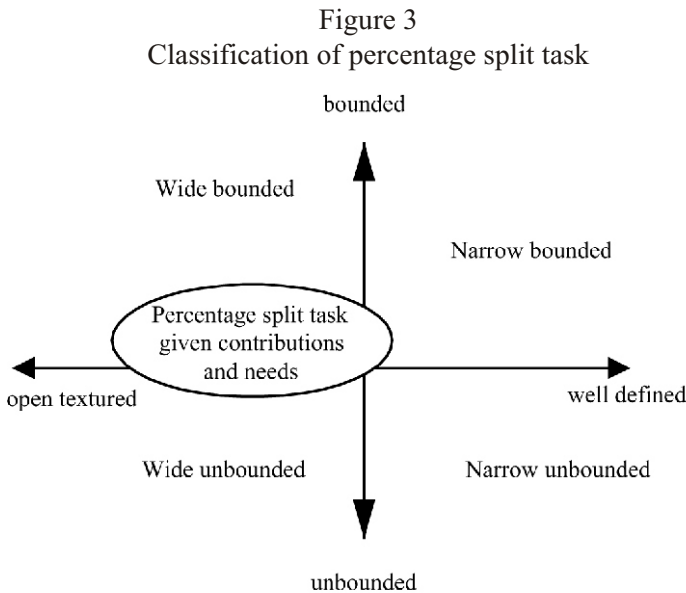 Figure 3
Classification of percentage split task
bounded
Wide bounded
Narrow bounded
Percentage split task
given contributions
and needs
open textured
well defined
Wide unbounded
Narrow unbounded
unbounded